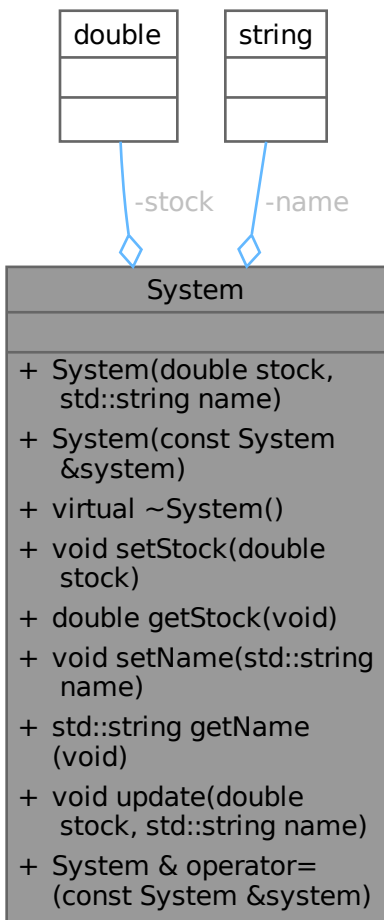 double
string
-stock
-name
System
+ System(double stock,
std::string name)
+ System(const System
&system)
+ virtual ~System()
+ void setStock(double
stock)
+ double getStock(void)
+ void setName(std::string
name)
+ std::string getName
(void)
+ void update(double
stock, std::string name)
+ System & operator=
(const System &system)